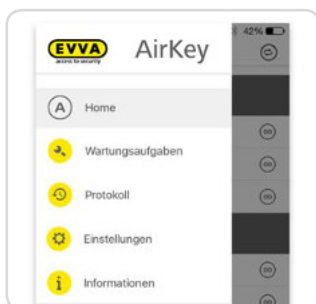 42%
EVVA AirKey
access to security
A Home
Wartungsaufgaben
Protokoll
Einstellungen
i Informationen